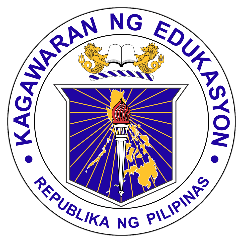 KAGAWARAN NG EDUKASYON
REPUBLIKA NG PILIPINAS